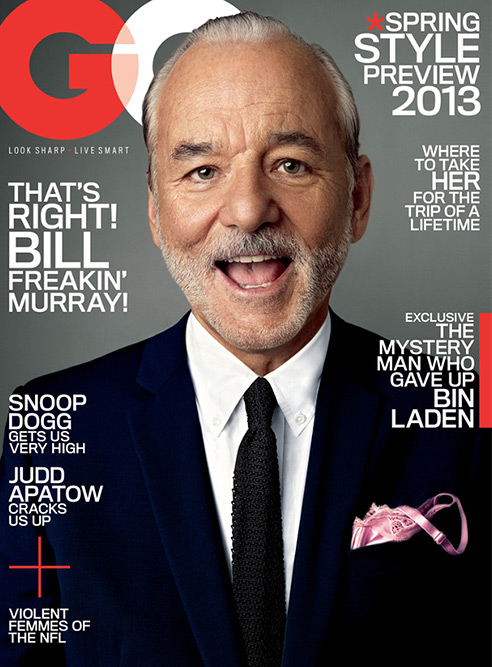 GQ
LOOK SHARP • LIVE SMART
*SPRING
STYLE
PREVIEW
2013
WHERE
TO TAKE
HER
FOR THE
TRIP OF A
LIFETIME
THAT'S
RIGHT!
BILL
FREAKIN'
MURRAY!
EXCLUSIVE
THE
MYSTERY
MAN WHO
GAVE UP
BIN
LADEN
SNOOP
DOGG
GETS US
VERY HIGH
JUDD
APATOW
CRACKS
US UP
+
VIOLENT
FEMMES OF
THE NFL